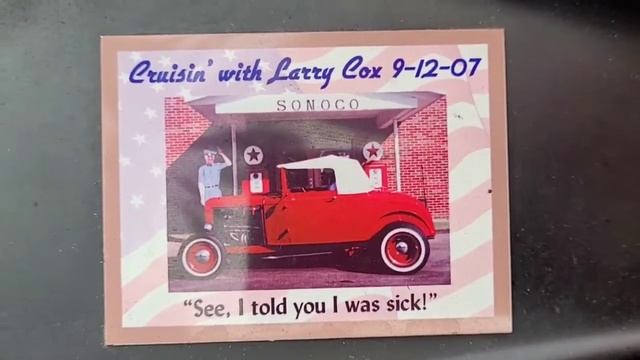 Cruisin' with Larry Cox 9-12-07
SONOCO
"See, I told you I was sick!"